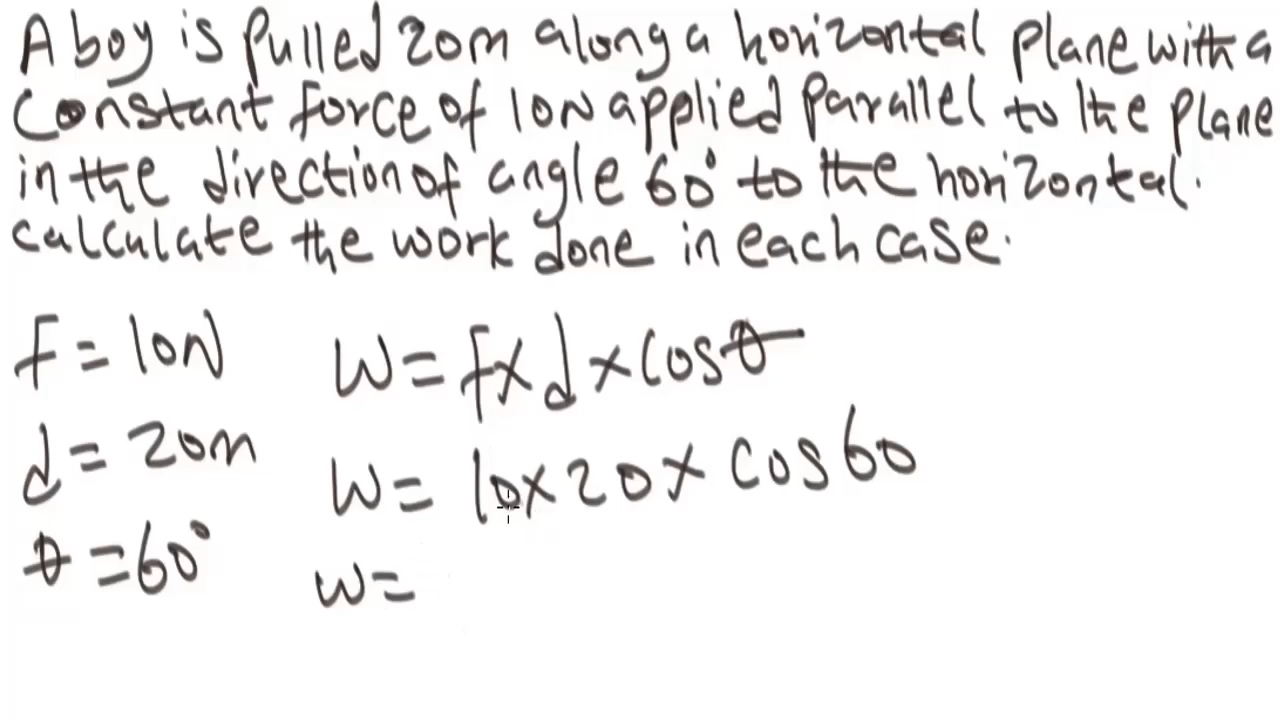 A boy is pulled 20m along a horizontal plane with a
constant force of 10N applied parallel to the plane
in the direction of angle 60° to the horizontal.
calculate the work done in each case.
F = 10N
d = 20m
θ = 60°
W = F x d x cosθ
W = 10 x 20 x cos 60
W =